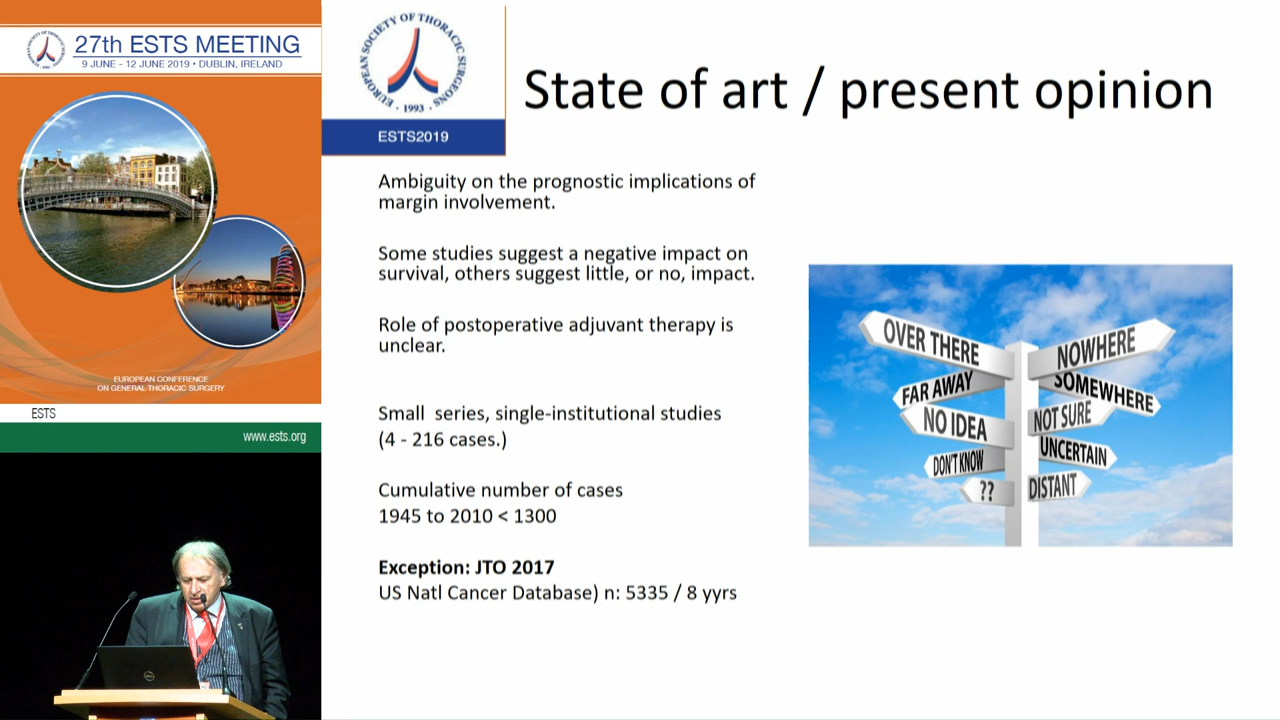 27th ESTS MEETING
9 JUNE - 12 JUNE 2019 • DUBLIN, IRELAND
EUROPEAN CONFERENCE
ON GENERAL THORACIC SURGERY
ESTS
www.ests.org
EUROPEAN SOCIETY OF THORACIC SURGEONS
· 1993 ·
ESTS2019
State of art / present opinion
Ambiguity on the prognostic implications of
margin involvement.
Some studies suggest a negative impact on
survival, others suggest little, or no, impact.
Role of postoperative adjuvant therapy is
unclear.
Small series, single-institutional studies
(4 - 216 cases.)
Cumulative number of cases
1945 to 2010 < 1300
Exception: JTO 2017
US Natl Cancer Database) n: 5335 / 8 yyrs
OVER THERE
FAR AWAY
NO IDEA
DON'T KNOW
??
NOWHERE
SOMEWHERE
NOT SURE
UNCERTAIN
DISTANT